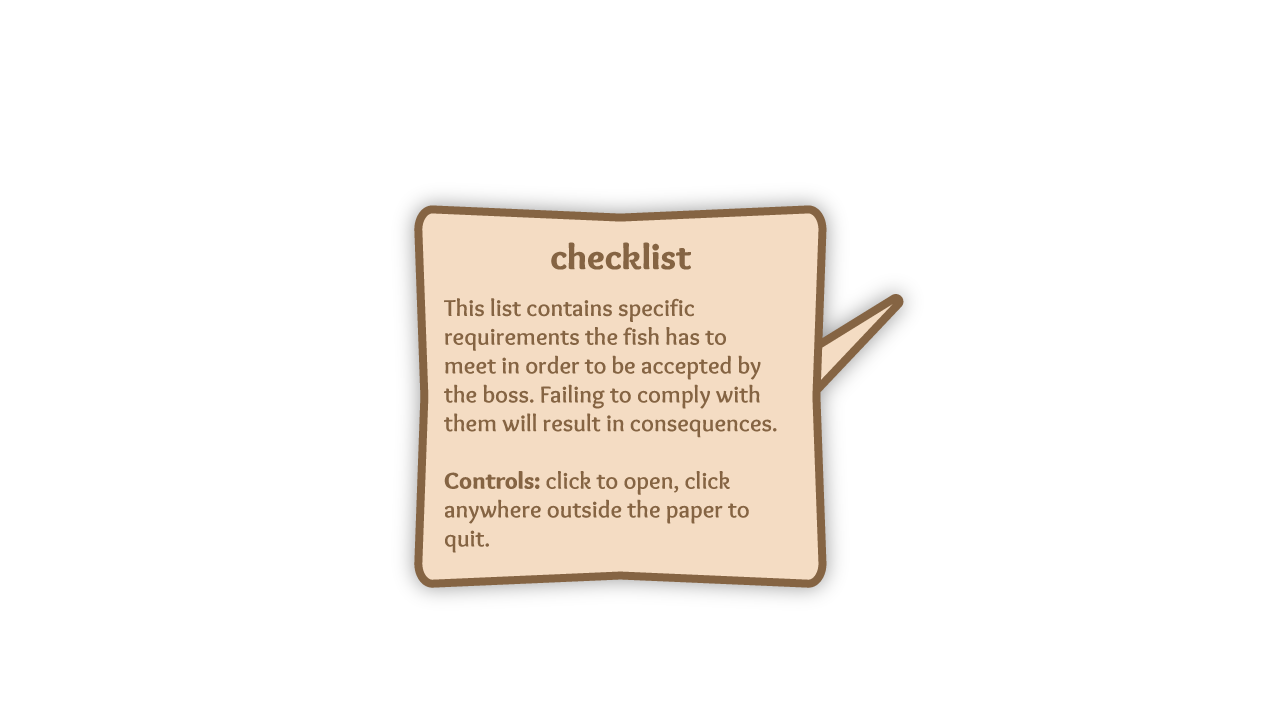 checklist
This list contains specific
requirements the fish has to
meet in order to be accepted by
the boss. Failing to comply with
them will result in consequences.
Controls: click to open, click
anywhere outside the paper to
quit.